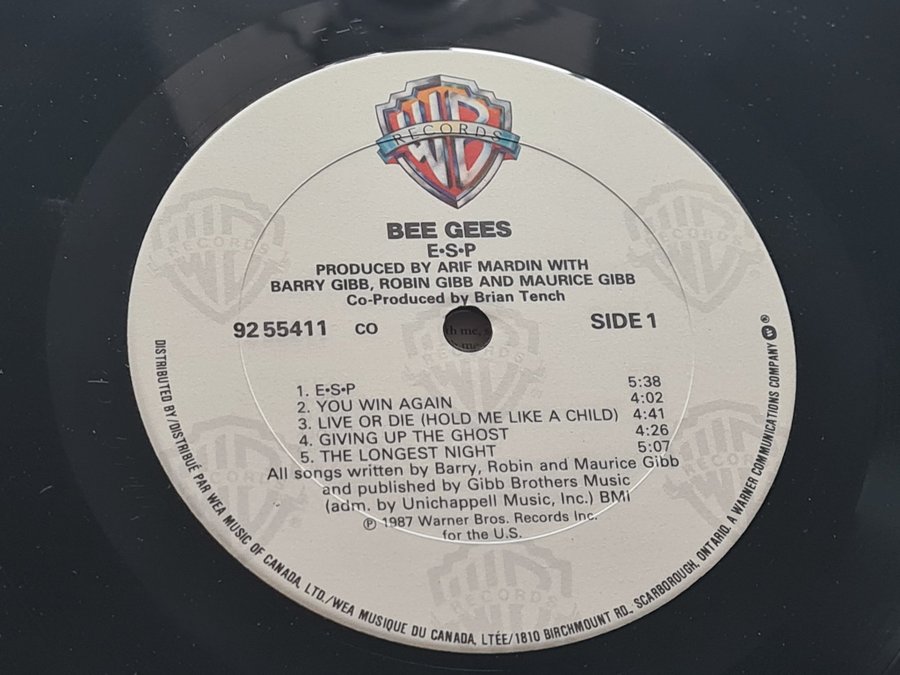 WB
RECORDS
BEE GEES
E•S•P
PRODUCED BY ARIF MARDIN WITH
BARRY GIBB, ROBIN GIBB AND MAURICE GIBB
Co-Produced by Brian Tench
92 55411 CO SIDE 1
1. E•S•P 5:38
2. YOU WIN AGAIN 4:02
3. LIVE OR DIE (HOLD ME LIKE A CHILD) 4:41
4. GIVING UP THE GHOST 4:26
5. THE LONGEST NIGHT 5:07
All songs written by Barry, Robin and Maurice Gibb
and published by Gibb Brothers Music
(adm. by Unichappell Music, Inc.) BMI
℗ 1987 Warner Bros. Records Inc.
for the U.S.
DISTRIBUTED BY/DISTRIBUÉ PAR WEA MUSIC OF CANADA, LTD./WEA MUSIQUE DU CANADA, LTÉE/1810 BIRCHMOUNT RD., SCARBOROUGH, ONTARIO. A WARNER COMMUNICATIONS COMPANY ®